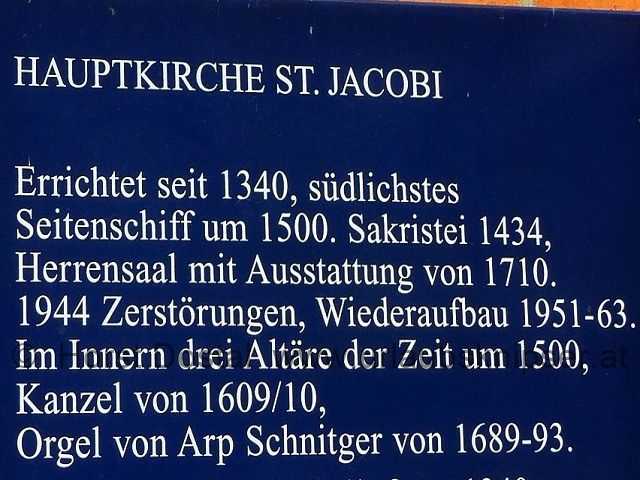 HAUPTKIRCHE ST. JACOBI
Errichtet seit 1340, südlichstes
Seitenschiff um 1500. Sakristei 1434,
Herrensaal mit Ausstattung von 1710.
1944 Zerstörungen, Wiederaufbau 1951-63.
Im Innern drei Altäre der Zeit um 1500,
Kanzel von 1609/10,
Orgel von Arp Schnitger von 1689-93.